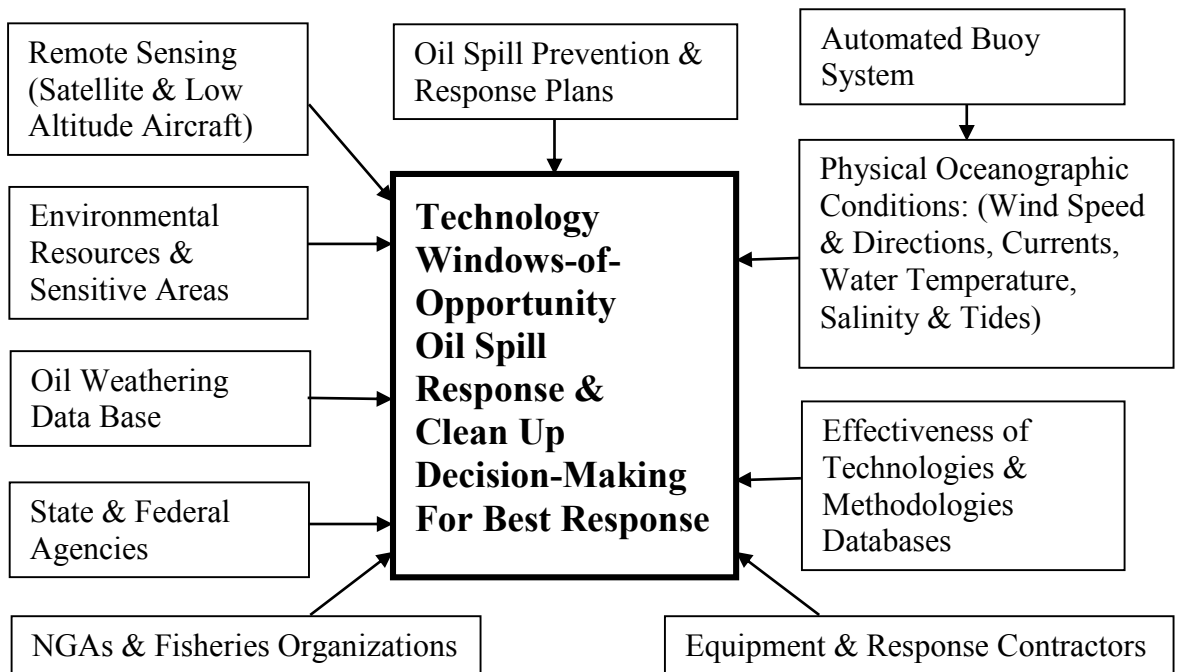 Remote Sensing
(Satellite & Low
Altitude Aircraft)
Oil Spill Prevention &
Response Plans
Automated Buoy
System
Environmental
Resources &
Sensitive Areas
Technology
Windows-of-
Opportunity
Oil Spill
Response &
Clean Up
Decision-Making
For Best Response
Physical Oceanographic
Conditions: (Wind Speed
& Directions, Currents,
Water Temperature,
Salinity & Tides)
Oil Weathering
Data Base
Effectiveness of
Technologies &
Methodologies
Databases
State & Federal
Agencies
NGAs & Fisheries Organizations
Equipment & Response Contractors